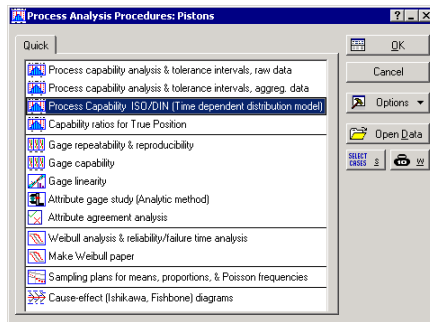 Process Analysis Procedures: Pistons
Quick
Process capability analysis & tolerance intervals, raw data
Process capability analysis & tolerance intervals, aggreg. data
Process Capability ISO/DIN (Time dependent distribution model)
Capability ratios for True Position
Gage repeatability & reproducibility
Gage capability
Gage linearity
Attribute gage study (Analytic method)
Attribute agreement analysis
Weibull analysis & reliability/failure time analysis
Make Weibull paper
Sampling plans for means, proportions, & Poisson frequencies
Cause-effect (Ishikawa, Fishbone) diagrams
OK
Cancel
Options
Open Data
SELECT CASES S
W